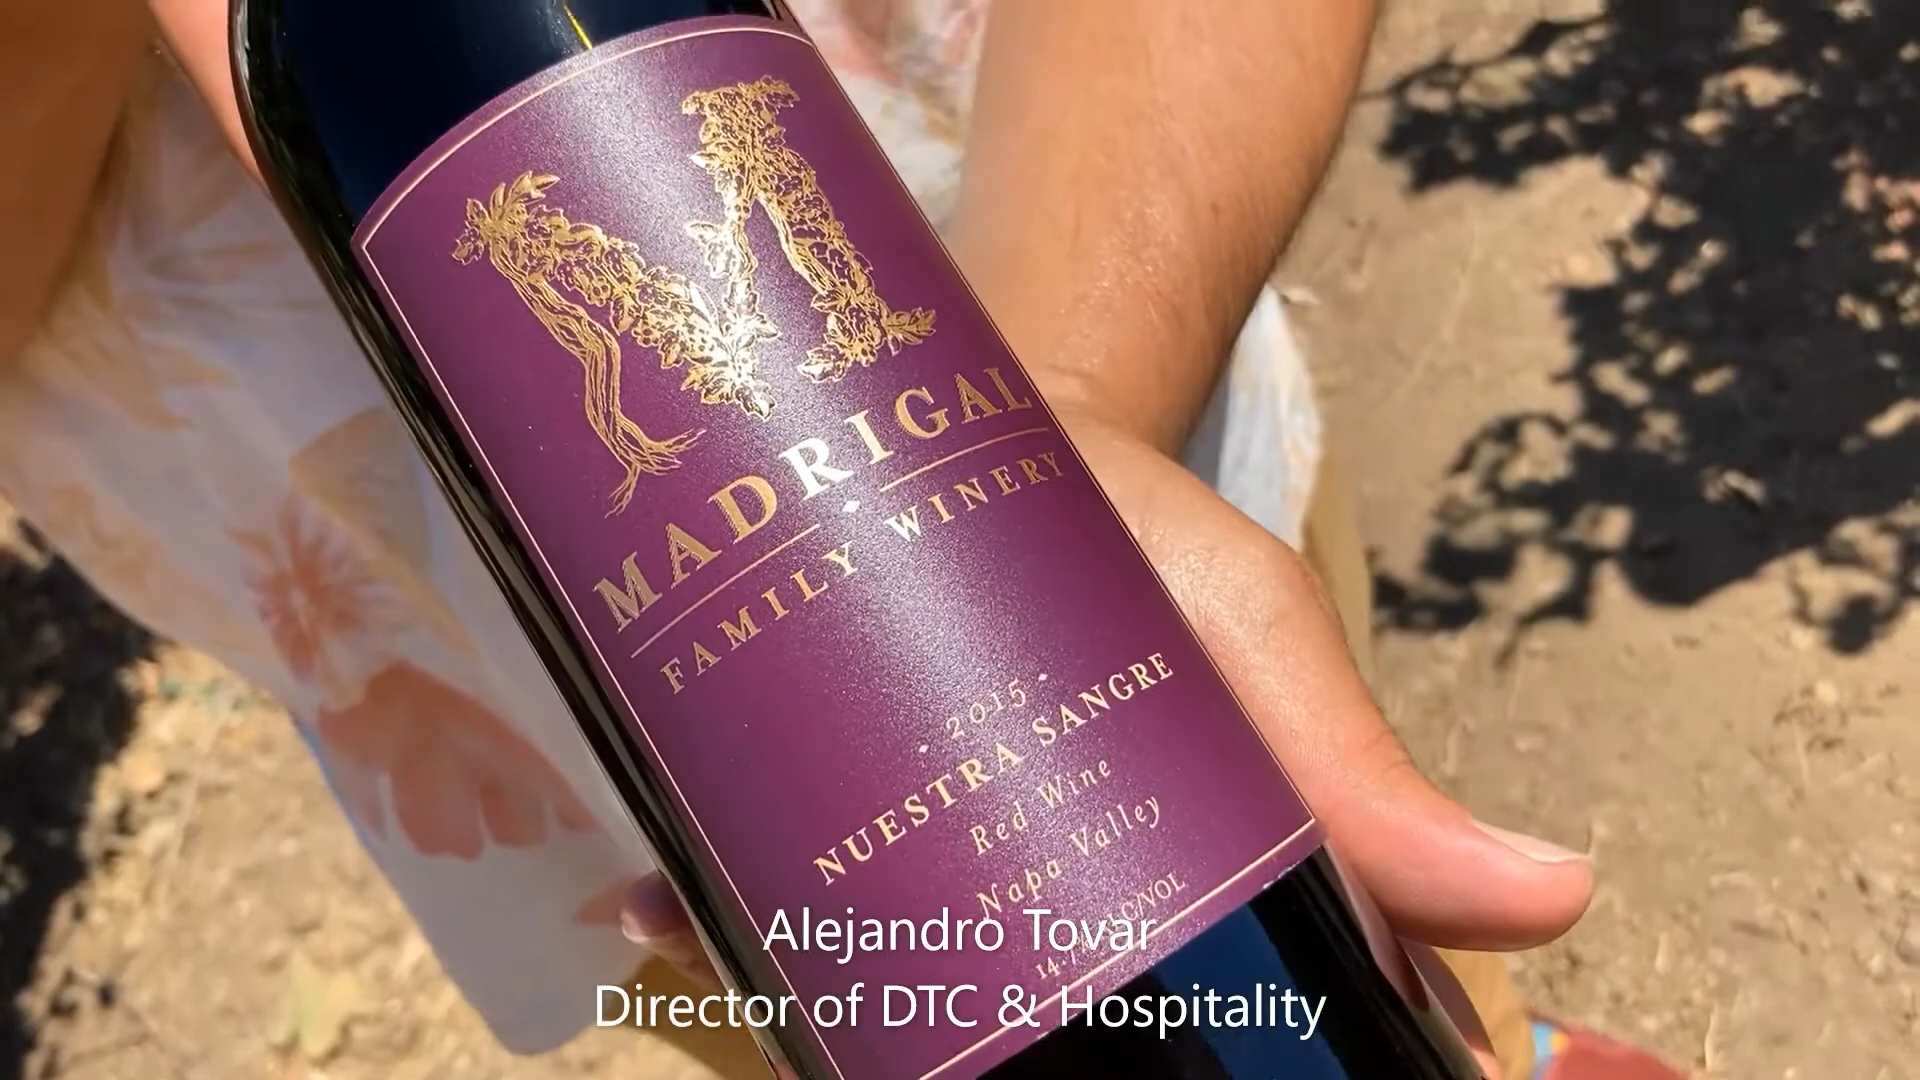 M
MADRIGAL
FAMILY WINERY
2015
NUESTRA SANGRE
Red Wine
Napa Valley
Alejandro Tovar
Director of DTC & Hospitality